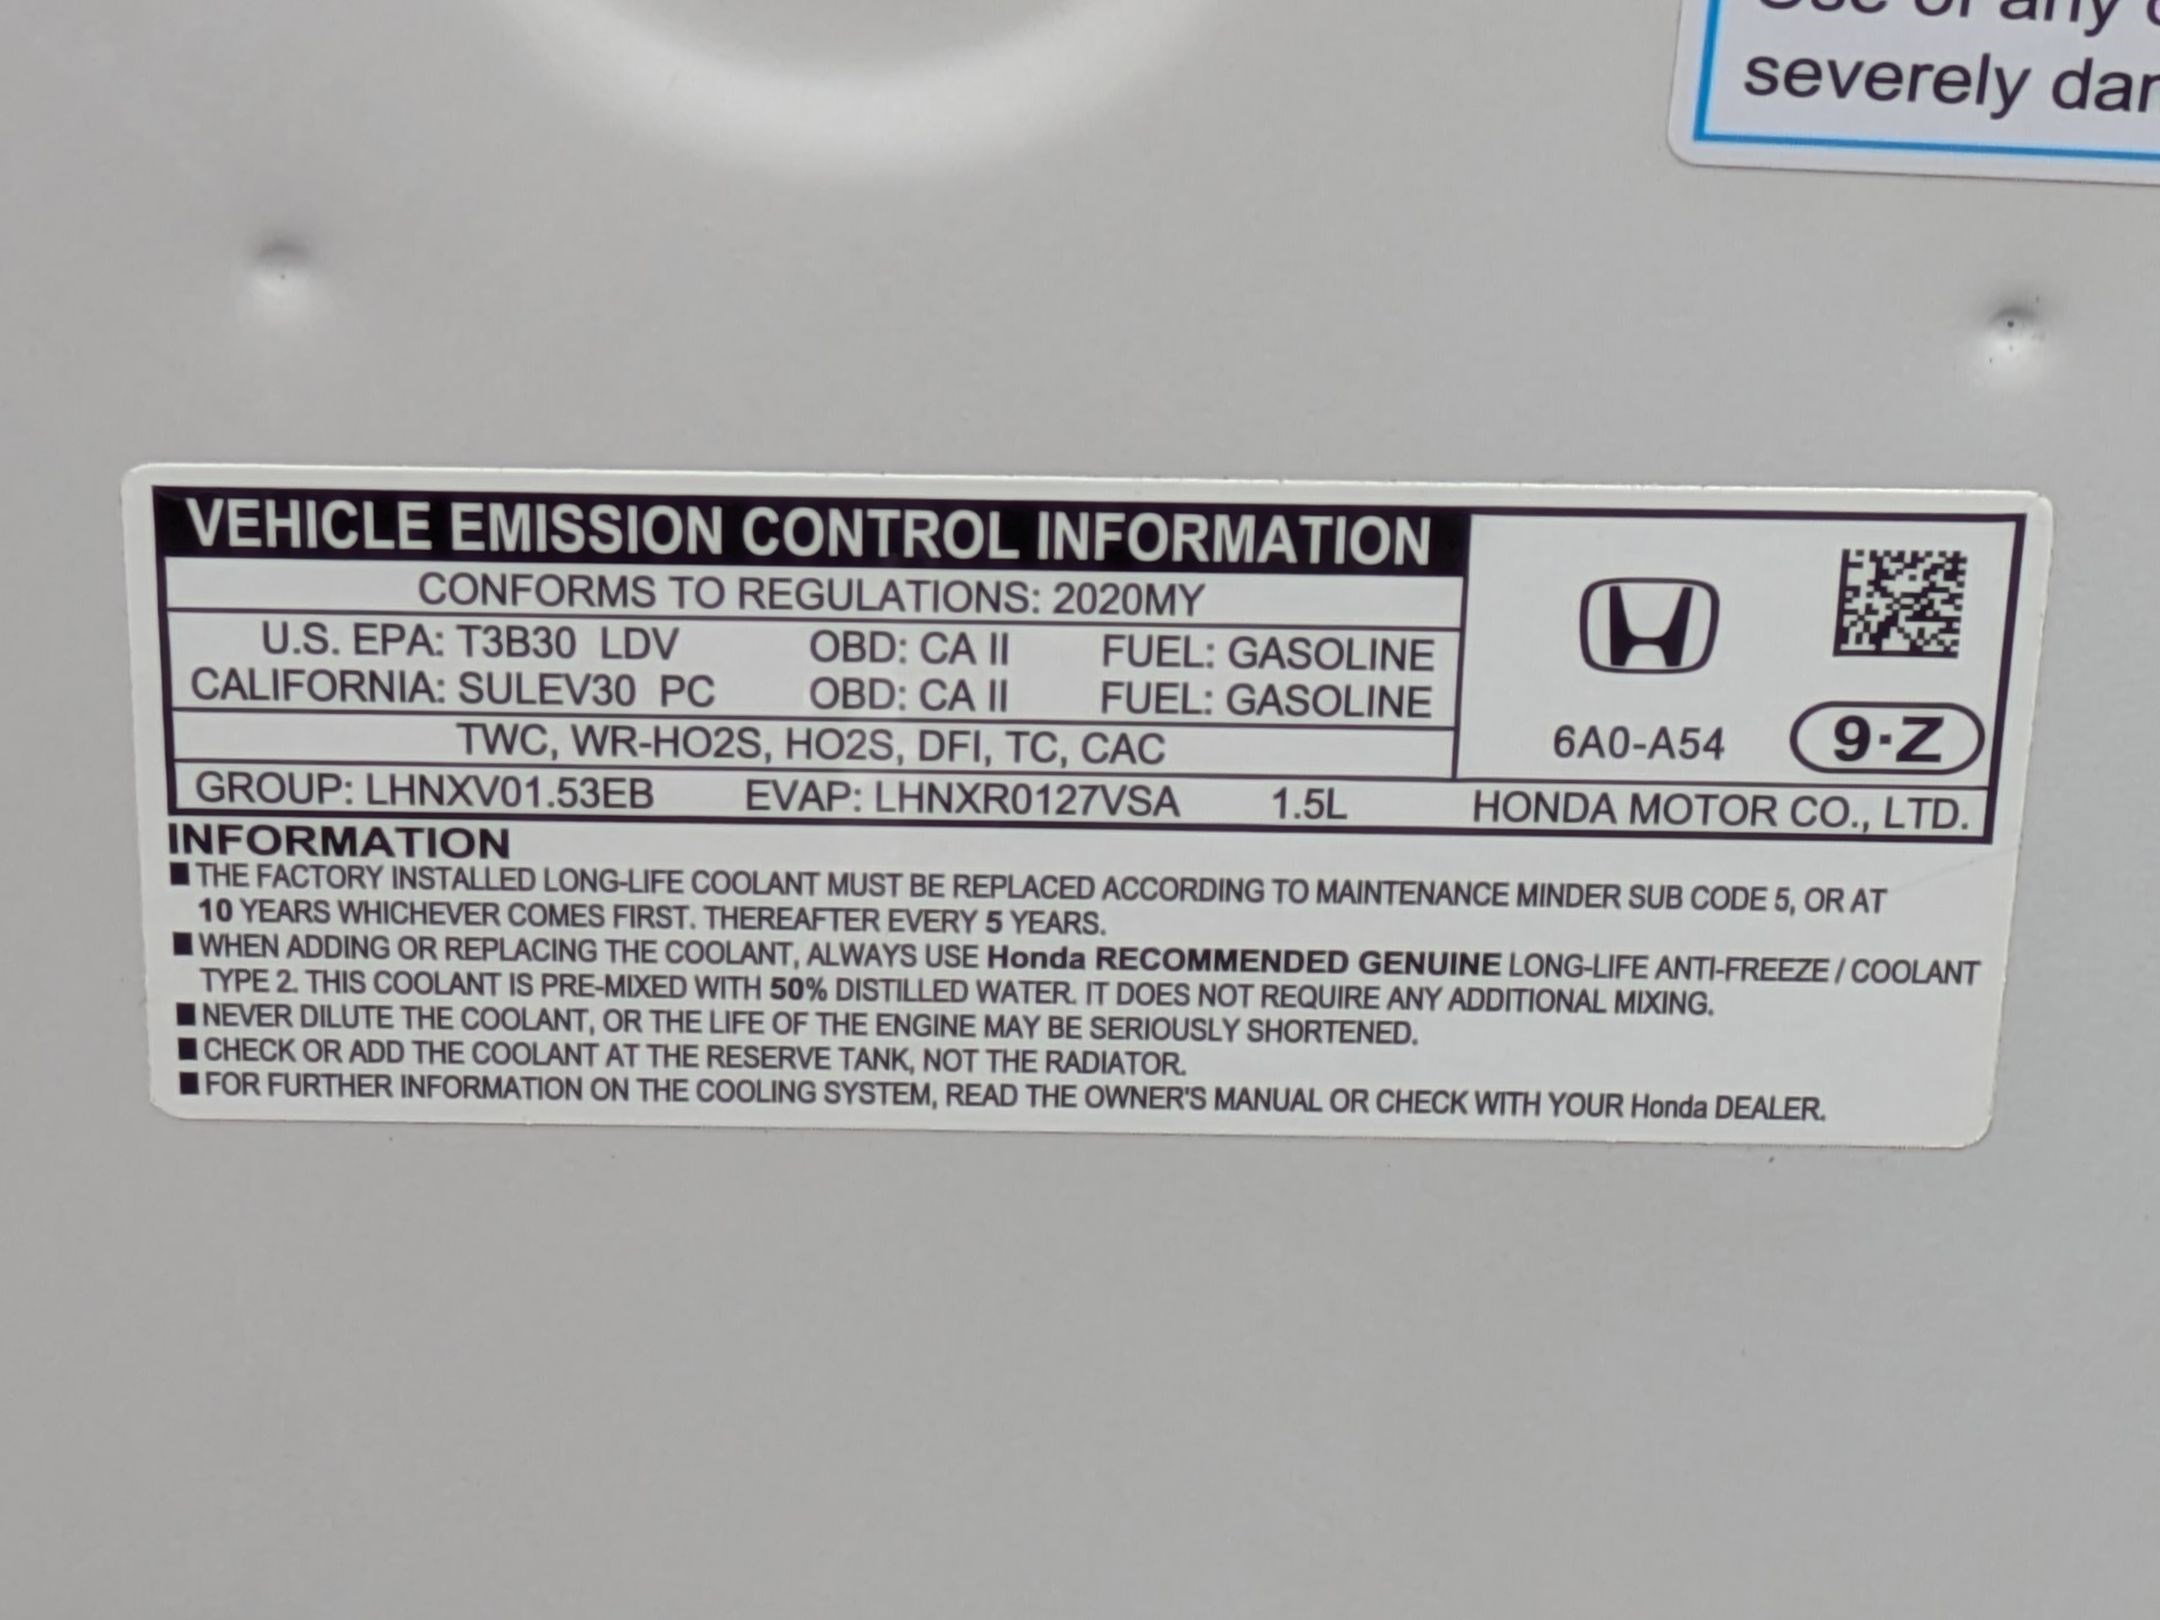 Use of any
severely
VEHICLE EMISSION CONTROL INFORMATION
CONFORMS TO REGULATIONS: 2020MY
U.S. EPA: T3B30 LDV OBD: CA II FUEL: GASOLINE
CALIFORNIA: SULEV30 PC OBD: CA II FUEL: GASOLINE
TWC, WR-HO2S, HO2S, DFI, TC, CAC
6A0-A54 9·Z
GROUP: LHNXV01.53EB EVAP: LHNXR0127VSA 1.5L HONDA MOTOR CO., LTD.
INFORMATION
■ THE FACTORY INSTALLED LONG-LIFE COOLANT MUST BE REPLACED ACCORDING TO MAINTENANCE MINDER SUB CODE 5, OR AT
10 YEARS WHICHEVER COMES FIRST. THEREAFTER EVERY 5 YEARS.
■ WHEN ADDING OR REPLACING THE COOLANT, ALWAYS USE Honda RECOMMENDED GENUINE LONG-LIFE ANTI-FREEZE / COOLANT
TYPE 2. THIS COOLANT IS PRE-MIXED WITH 50% DISTILLED WATER. IT DOES NOT REQUIRE ANY ADDITIONAL MIXING.
■ NEVER DILUTE THE COOLANT, OR THE LIFE OF THE ENGINE MAY BE SERIOUSLY SHORTENED.
■ CHECK OR ADD THE COOLANT AT THE RESERVE TANK, NOT THE RADIATOR.
■ FOR FURTHER INFORMATION ON THE COOLING SYSTEM, READ THE OWNER'S MANUAL OR CHECK WITH YOUR Honda DEALER.